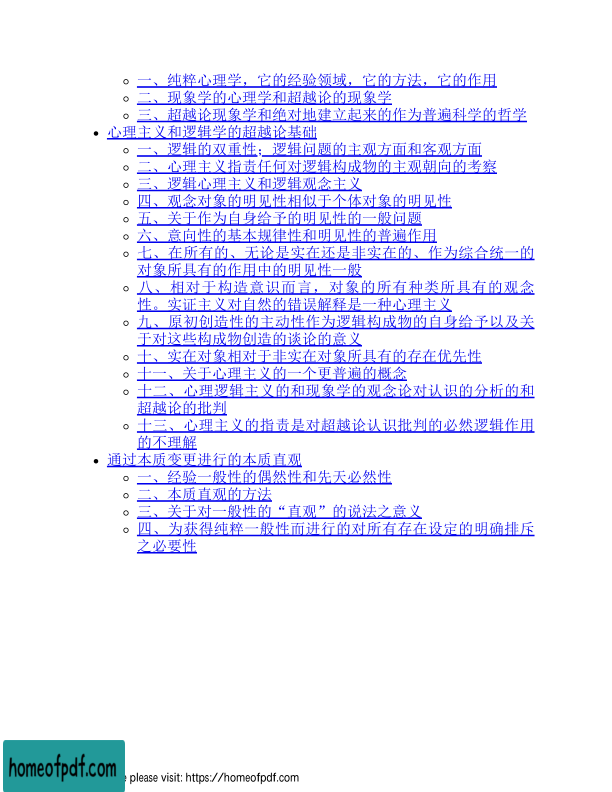 一、纯粹心理学，它的经验领域，它的方法，它的作用
二、现象学的心理学和超越论的现象学
三、超越论现象学和绝对地建立起来的作为普遍科学的哲学
心理主义和逻辑学的超越论基础
一、逻辑的双重性；逻辑问题的主观方面和客观方面
二、心理主义指责任何对逻辑构成物的主观朝向的考察
三、逻辑心理主义和逻辑观念主义
四、观念对象的明见性相似于个体对象的明见性
五、关于作为自身给予的明见性的一般问题
六、意向性的基本规律性和明见性的普遍作用
七、在所有的、无论是实在还是非实在的、作为综合统一的
对象所具有的作用中的明见性一般
八、相对于构造意识而言，对象的所有种类所具有的观念
性。实证主义对自然的错误解释是一种心理主义
九、原初创造性的主动性作为逻辑构成物的自身给予以及关
于对这些构成物创造的谈论的意义
十、实在对象相对于非实在对象所具有的存在优先性
十一、关于心理主义的一个更普遍的概念
十二、心理逻辑主义的和现象学的观念论对认识的分析的和
超越论的批判
十三、心理主义的指责是对超越论认识批判的必然逻辑作用
的不理解
通过本质变更进行的本质直观
一、经验一般性的偶然性和先天必然性
二、本质直观的方法
三、关于对一般性的“直观”的说法之意义
四、为获得纯粹一般性而进行的对所有存在设定的明确排斥
之必要性
homeofpdf.com
please visit: https://homeofpdf.com